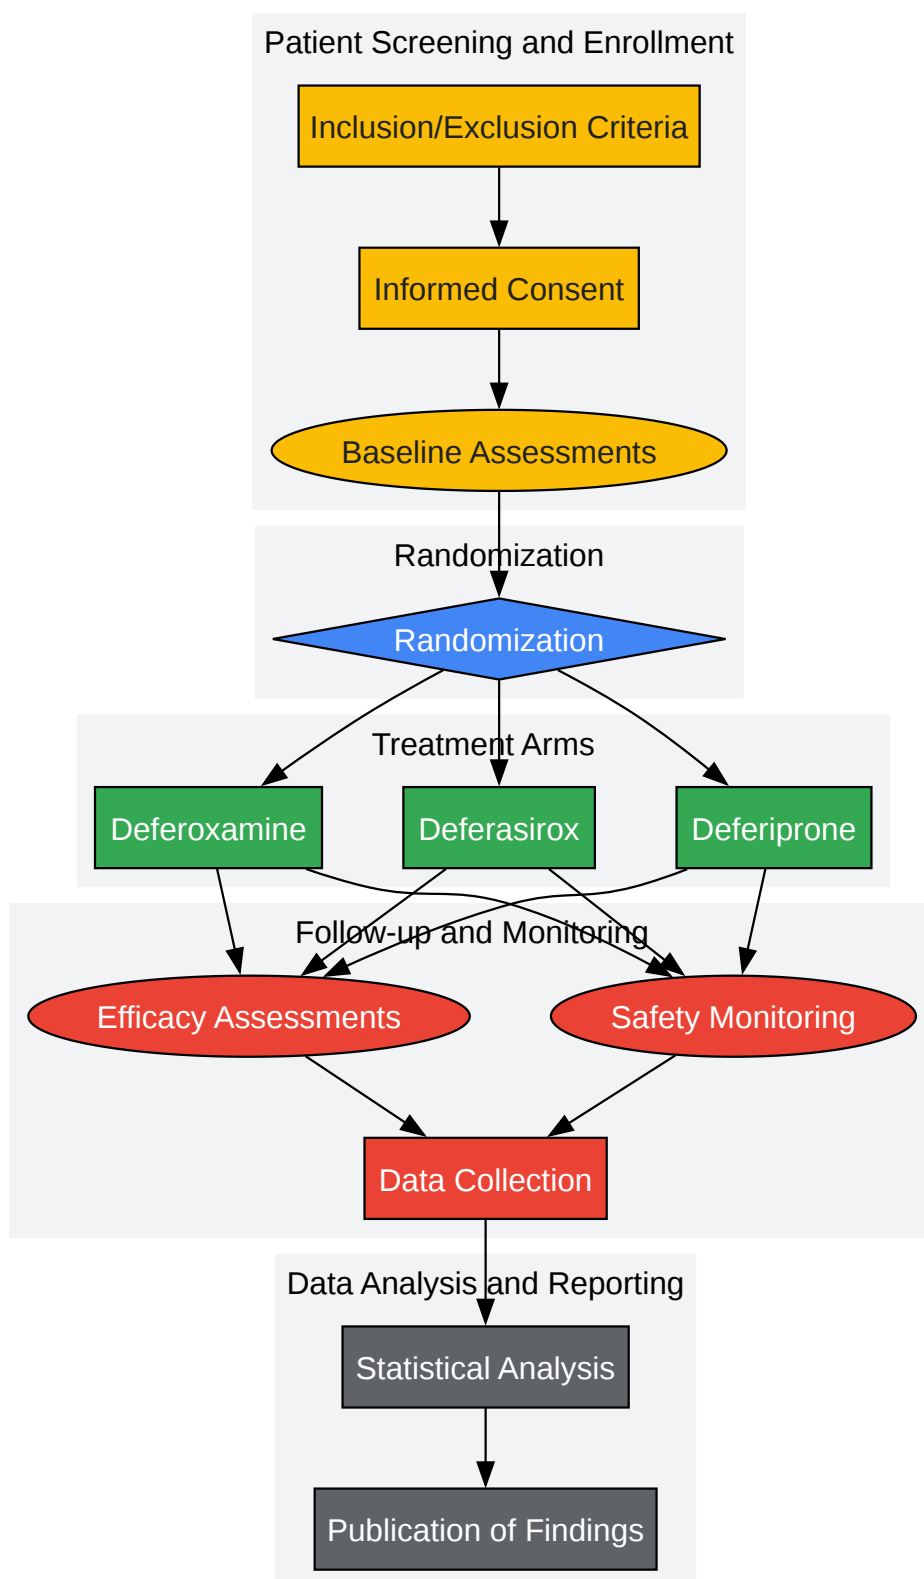 Patient Screening and Enrollment
Inclusion/Exclusion Criteria
Informed Consent
Baseline Assessments
Randomization
Randomization
Treatment Arms
Deferoxamine
Deferasirox
Deferiprone
Follow-up and Monitoring
Efficacy Assessments
Safety Monitoring
Data Collection
Data Analysis and Reporting
Statistical Analysis
Publication of Findings